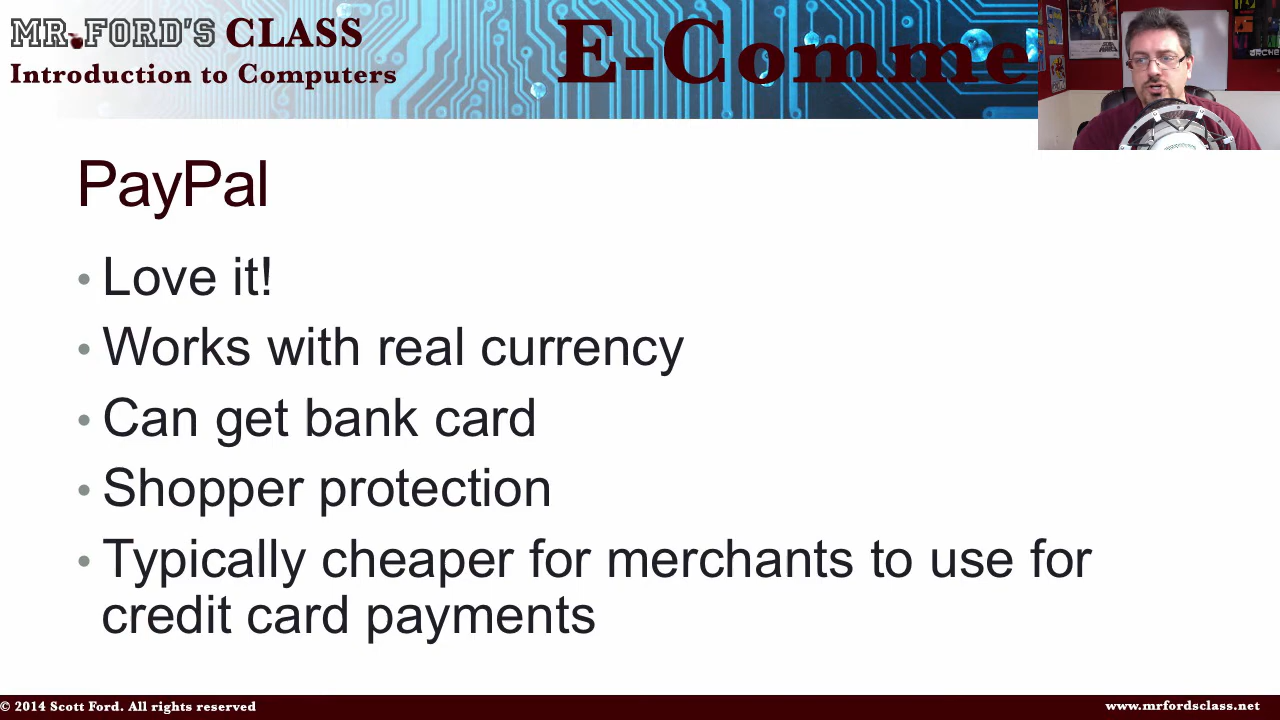 MR.FORD'S CLASS
Introduction to Computers
E-Comme
PayPal
• Love it!
• Works with real currency
• Can get bank card
• Shopper protection
• Typically cheaper for merchants to use for
credit card payments
© 2014 Scott Ford. All rights reserved
www.mrfordsclass.net